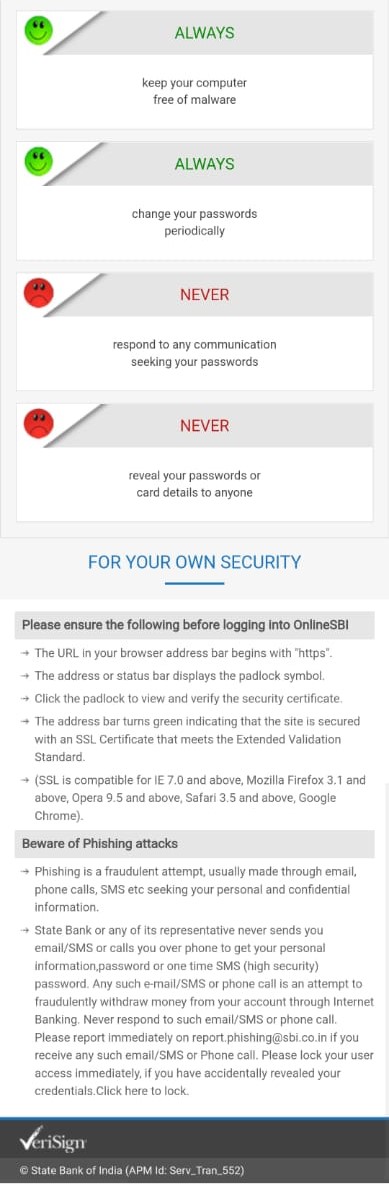 ALWAYS
keep your computer
free of malware
ALWAYS
change your passwords
periodically
NEVER
respond to any communication
seeking your passwords
NEVER
reveal your passwords or
card details to anyone
FOR YOUR OWN SECURITY
Please ensure the following before logging into OnlineSBI
→ The URL in your browser address bar begins with "https".
→ The address or status bar displays the padlock symbol.
→ Click the padlock to view and verify the security certificate.
→ The address bar turns green indicating that the site is secured
with an SSL Certificate that meets the Extended Validation
Standard.
→ (SSL is compatible for IE 7.0 and above, Mozilla Firefox 3.1 and
above, Opera 9.5 and above, Safari 3.5 and above, Google
Chrome).
Beware of Phishing attacks
→ Phishing is a fraudulent attempt, usually made through email,
phone calls, SMS etc seeking your personal and confidential
information.
→ State Bank or any of its representative never sends you
email/SMS or calls you over phone to get your personal
information,password or one time SMS (high security)
password. Any such e-mail/SMS or phone call is an attempt to
fraudulently withdraw money from your account through Internet
Banking. Never respond to such email/SMS or phone call.
Please report immediately on report.phishing@sbi.co.in if you
receive any such email/SMS or Phone call. Please lock your user
access immediately, if you have accidentally revealed your
credentials.Click here to lock.
VeriSign
© State Bank of India (APM Id: Serv_Tran_552)